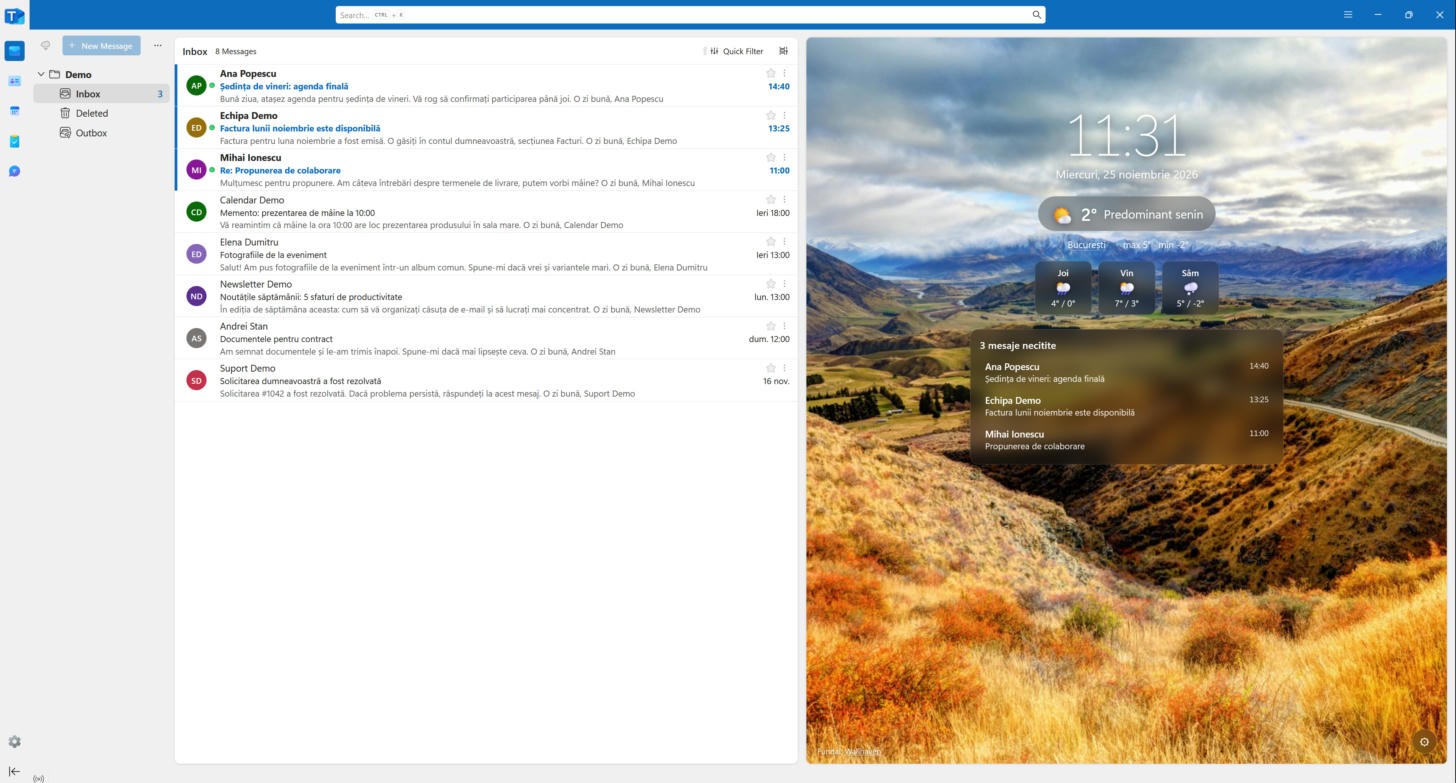 T
Search... CTRL + K
+ New Message
Demo
Inbox 3
Deleted
Outbox
Inbox 8 Messages
Quick Filter
AP
Ana Popescu
Ședința de vineri: agenda finală 14:40
Bună ziua, atașez agenda pentru ședința de vineri. Vă rog să confirmați participarea până joi. O zi bună, Ana Popescu
ED
Echipa Demo
Factura lunii noiembrie este disponibilă 13:25
Factura pentru luna noiembrie a fost emisă. O găsiți în contul dumneavoastră, secțiunea Facturi. O zi bună, Echipa Demo
MI
Mihai Ionescu
Re: Propunerea de colaborare 11:00
Mulțumesc pentru propunere. Am câteva întrebări despre termenele de livrare, putem vorbi mâine? O zi bună, Mihai Ionescu
CD
Calendar Demo
Memento: prezentarea de mâine la 10:00 Ieri 18:00
Vă reamintim că mâine la ora 10:00 are loc prezentarea produsului în sala mare. O zi bună, Calendar Demo
ED
Elena Dumitru
Fotografiile de la eveniment Ieri 13:00
Salut! Am pus fotografiile de la eveniment într-un album comun. Spune-mi dacă vrei și variantele mari. O zi bună, Elena Dumitru
ND
Newsletter Demo
Noutățile săptămânii: 5 sfaturi de productivitate lun. 13:00
În ediția de săptămâna aceasta: cum să vă organizați căsuța de e-mail și să lucrați mai concentrat. O zi bună, Newsletter Demo
AS
Andrei Stan
Documentele pentru contract dum. 12:00
Am semnat documentele și le-am trimis înapoi. Spune-mi dacă mai lipsește ceva. O zi bună, Andrei Stan
SD
Suport Demo
Solicitarea dumneavoastră a fost rezolvată 16 nov.
Solicitarea #1042 a fost rezolvată. Dacă problema persistă, răspundeți la acest mesaj. O zi bună, Suport Demo
11:31
Miercuri, 25 noiembrie 2026
2° Predominant senin
București max 5° min -2°
Joi Vin Sâm
4° / 0° 7° / 3° 5° / -2°
3 mesaje necitite
Ana Popescu 14:40
Ședința de vineri: agenda finală
Echipa Demo 13:25
Factura lunii noiembrie este disponibilă
Mihai Ionescu 11:00
Propunerea de colaborare
Fundal: Wallhaven